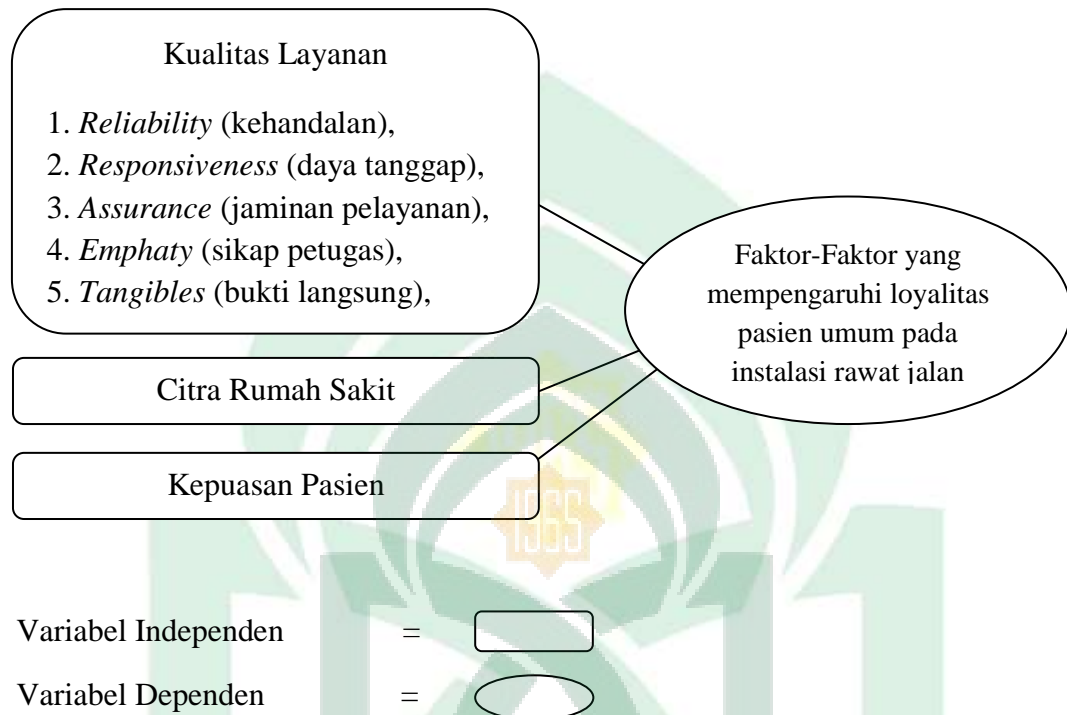 Kualitas Layanan
1. Reliability (kehandalan),
2. Responsiveness (daya tanggap),
3. Assurance (jaminan pelayanan),
4. Emphaty (sikap petugas),
5. Tangibles (bukti langsung),
Faktor-Faktor yang
mempengaruhi loyalitas
pasien umum pada
instalasi rawat jalan
Citra Rumah Sakit
Kepuasan Pasien
1965
Variabel Independen =
Variabel Dependen =